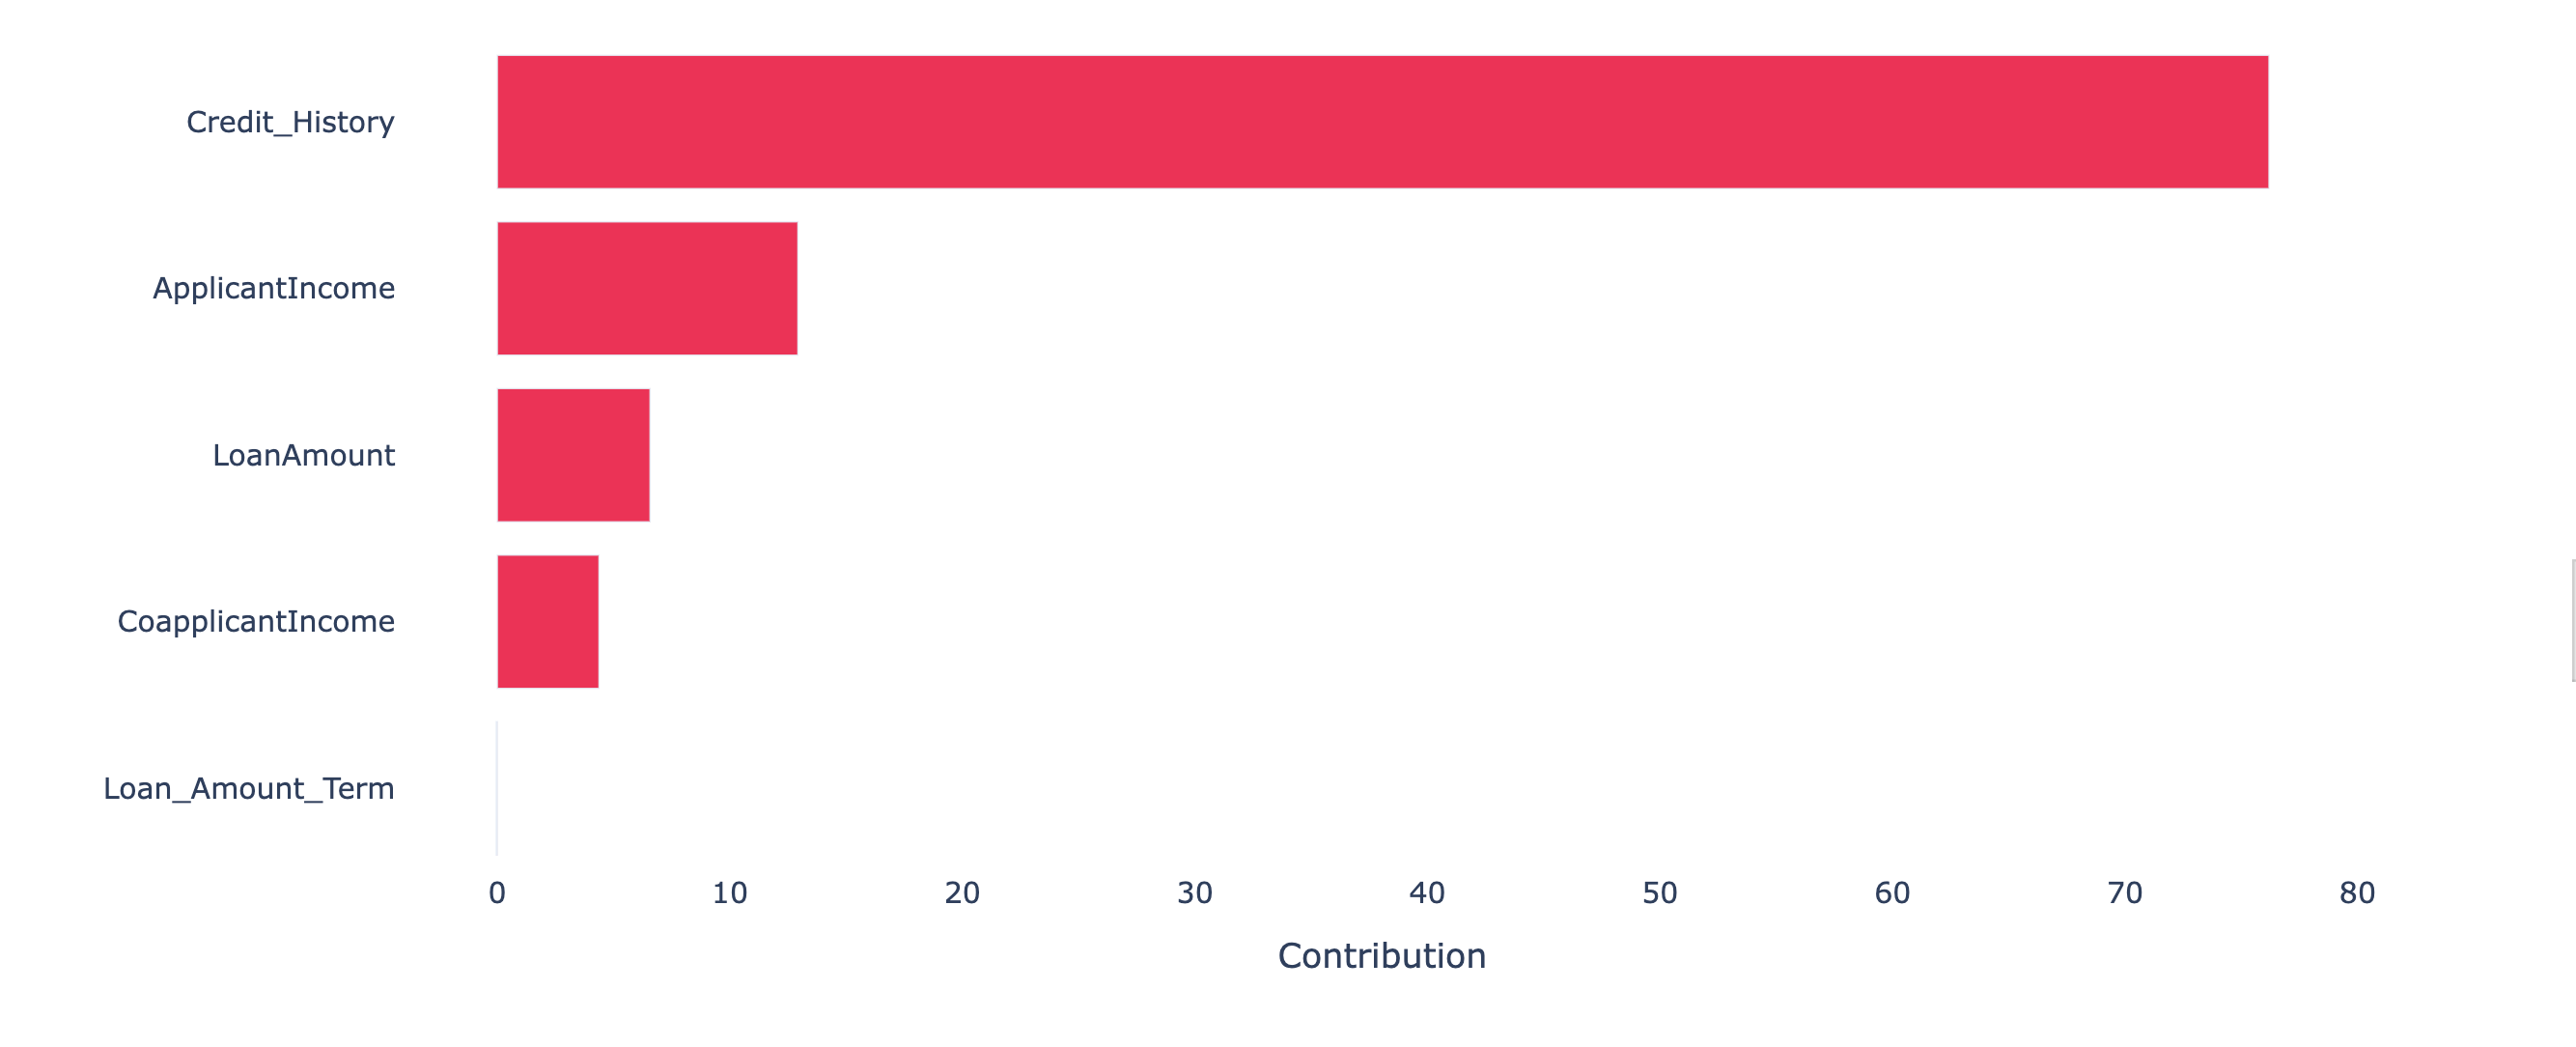 Credit_History
ApplicantIncome
LoanAmount
CoapplicantIncome
Loan_Amount_Term
0 10 20 30 40 50 60 70 80
Contribution